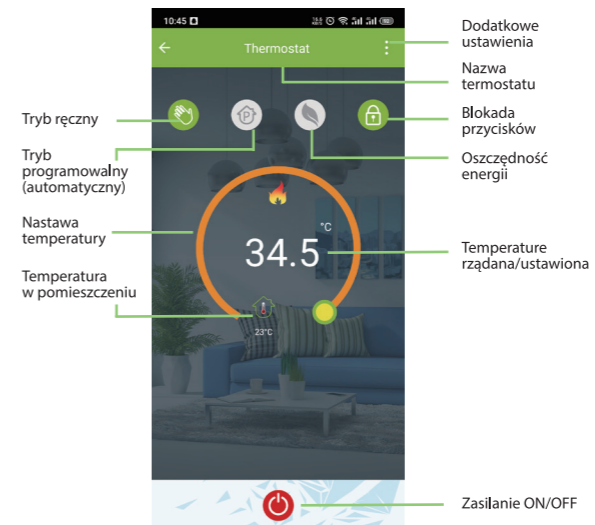 10:45
Thermostat
Dodatkowe
ustawienia
Nazwa
termostatu
Tryb ręczny
P
Blokada
przycisków
Tryb
programowalny
(automatyczny)
Oszczędność
energii
Nastawa
temperatury
°C
34.5
Temperature
rządana/ustawiona
Temperatura
w pomieszczeniu
23°C
Zasilanie ON/OFF